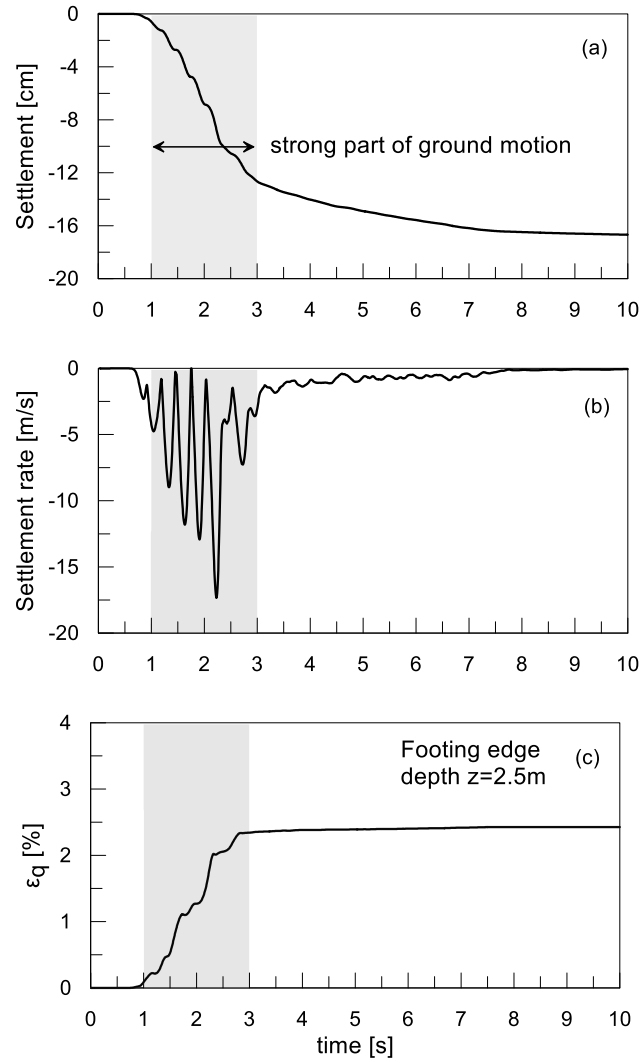 0
-4
-8
-12
-16
-20
Settlement [cm]
(a)
strong part of ground motion
0 1 2 3 4 5 6 7 8 9 10
0
-5
-10
-15
-20
Settlement rate [m/s]
(b)
0 1 2 3 4 5 6 7 8 9 10
4
3
2
1
0
εq [%]
Footing edge
depth z=2.5m
(c)
0 1 2 3 4 5 6 7 8 9 10
time [s]